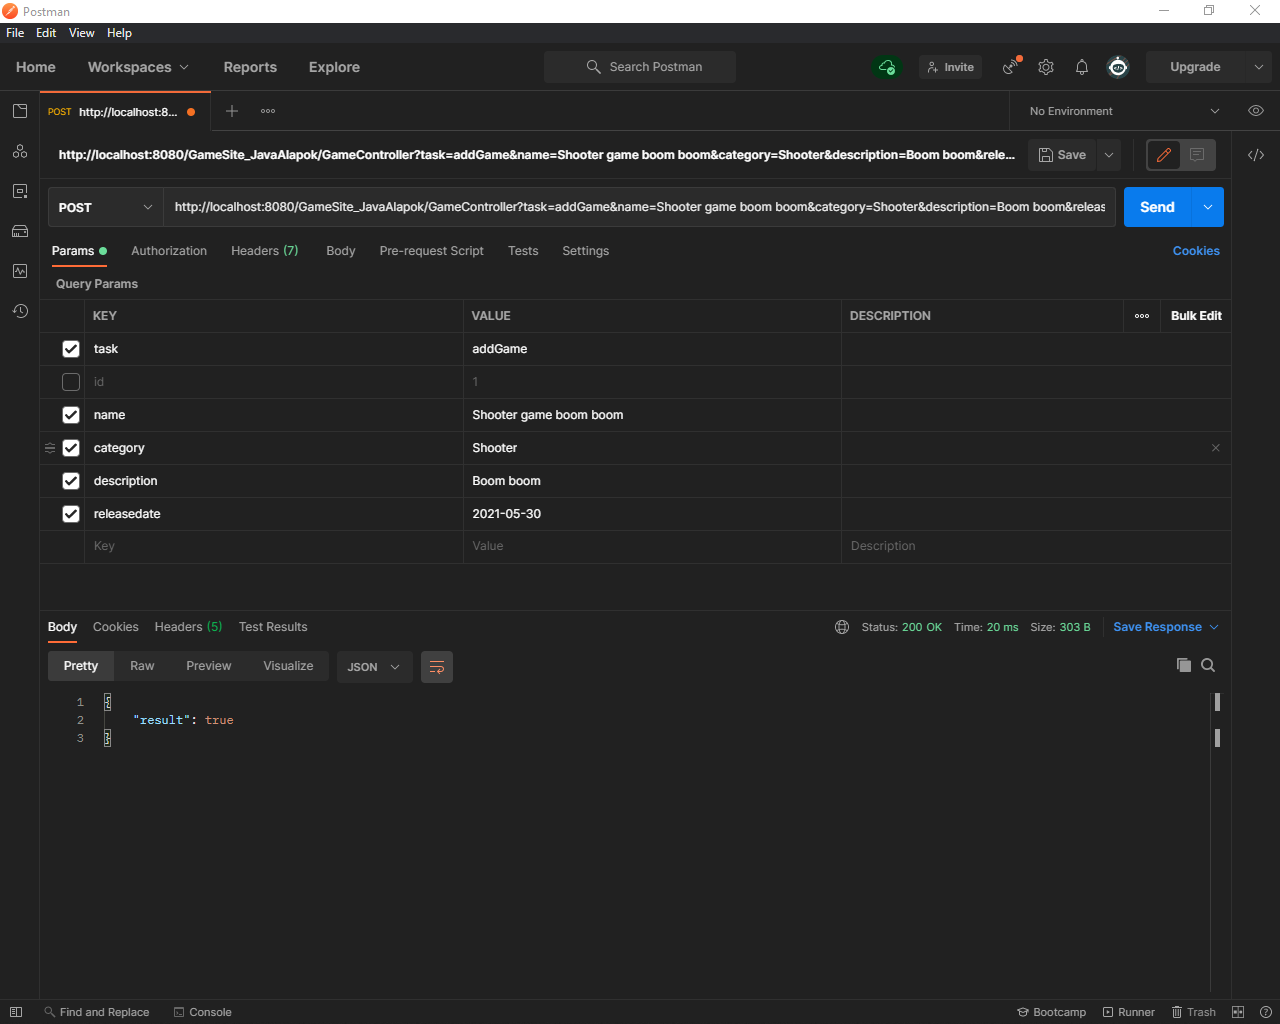 Postman
File Edit View Help
Home Workspaces Reports Explore Search Postman Invite Upgrade
POST http://localhost:8... No Environment
http://localhost:8080/GameSite_JavaAlapok/GameController?task=addGame&name=Shooter game boom boom&category=Shooter&description=Boom boom&rele... Save
POST http://localhost:8080/GameSite_JavaAlapok/GameController?task=addGame&name=Shooter game boom boom&category=Shooter&description=Boom boom&releas Send
Params Authorization Headers (7) Body Pre-request Script Tests Settings Cookies
Query Params
KEY VALUE DESCRIPTION Bulk Edit
task addGame
id 1
name Shooter game boom boom
category Shooter
description Boom boom
releasedate 2021-05-30
Key Value Description
Body Cookies Headers (5) Test Results Status: 200 OK Time: 20 ms Size: 303 B Save Response
Pretty Raw Preview Visualize JSON
1 {
2 "result": true
3 }
Find and Replace Console Bootcamp Runner Trash